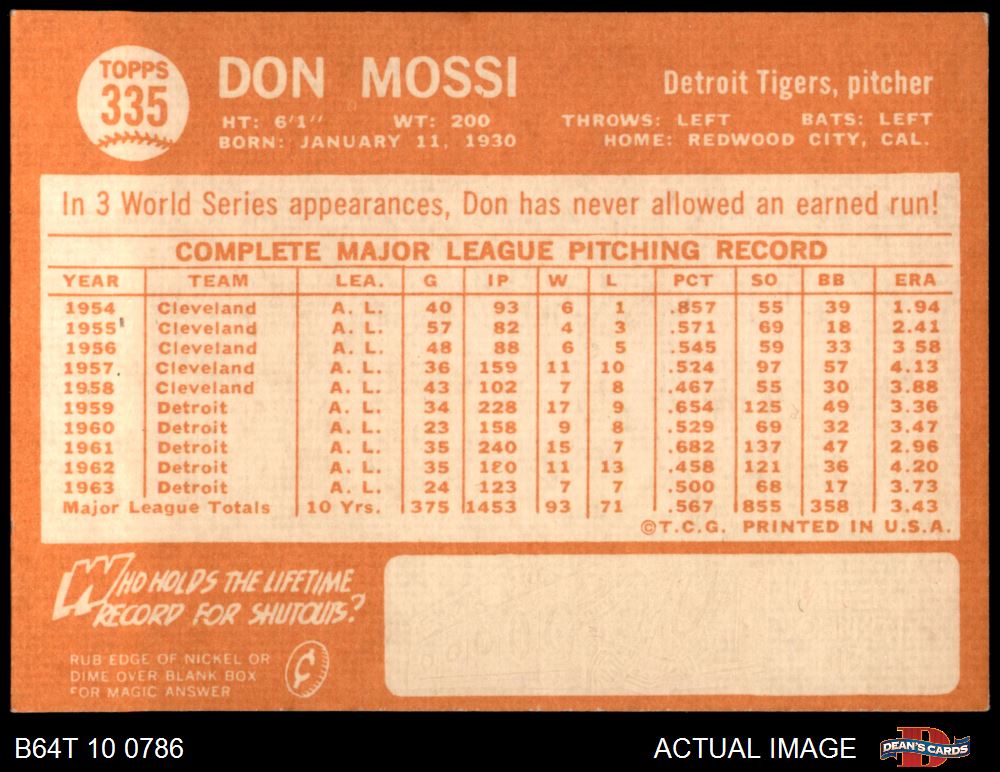 TOPPS
335
DON MOSSI
Detroit Tigers, pitcher
HT: 6'1" WT: 200 THROWS: LEFT BATS: LEFT
BORN: JANUARY 11, 1930 HOME: REDWOOD CITY, CAL.
In 3 World Series appearances, Don has never allowed an earned run!
COMPLETE MAJOR LEAGUE PITCHING RECORD
YEAR TEAM LEA. G IP W L PCT SO BB ERA
1954 Cleveland A. L. 40 93 6 1 .857 55 39 1.94
1955 Cleveland A. L. 57 82 4 3 .571 69 18 2.41
1956 Cleveland A. L. 48 88 6 5 .545 59 33 3.58
1957 Cleveland A. L. 36 159 11 10 .524 97 57 4.13
1958 Cleveland A. L. 43 102 7 8 .467 55 30 3.88
1959 Detroit A. L. 34 228 17 9 .654 125 49 3.36
1960 Detroit A. L. 23 158 9 8 .529 69 32 3.47
1961 Detroit A. L. 35 240 15 7 .682 137 47 2.96
1962 Detroit A. L. 35 180 11 13 .458 121 36 4.20
1963 Detroit A. L. 24 123 7 7 .500 68 17 3.73
Major League Totals 10 Yrs. 375 1453 93 71 .567 855 358 3.43
©T.C.G. PRINTED IN U.S.A.
WHO HOLDS THE LIFETIME
RECORD FOR SHUTOUTS?
RUB EDGE OF NICKEL OR
DIME OVER BLANK BOX
FOR MAGIC ANSWER
¢
B64T 10 0786
ACTUAL IMAGE
DEAN'S CARDS